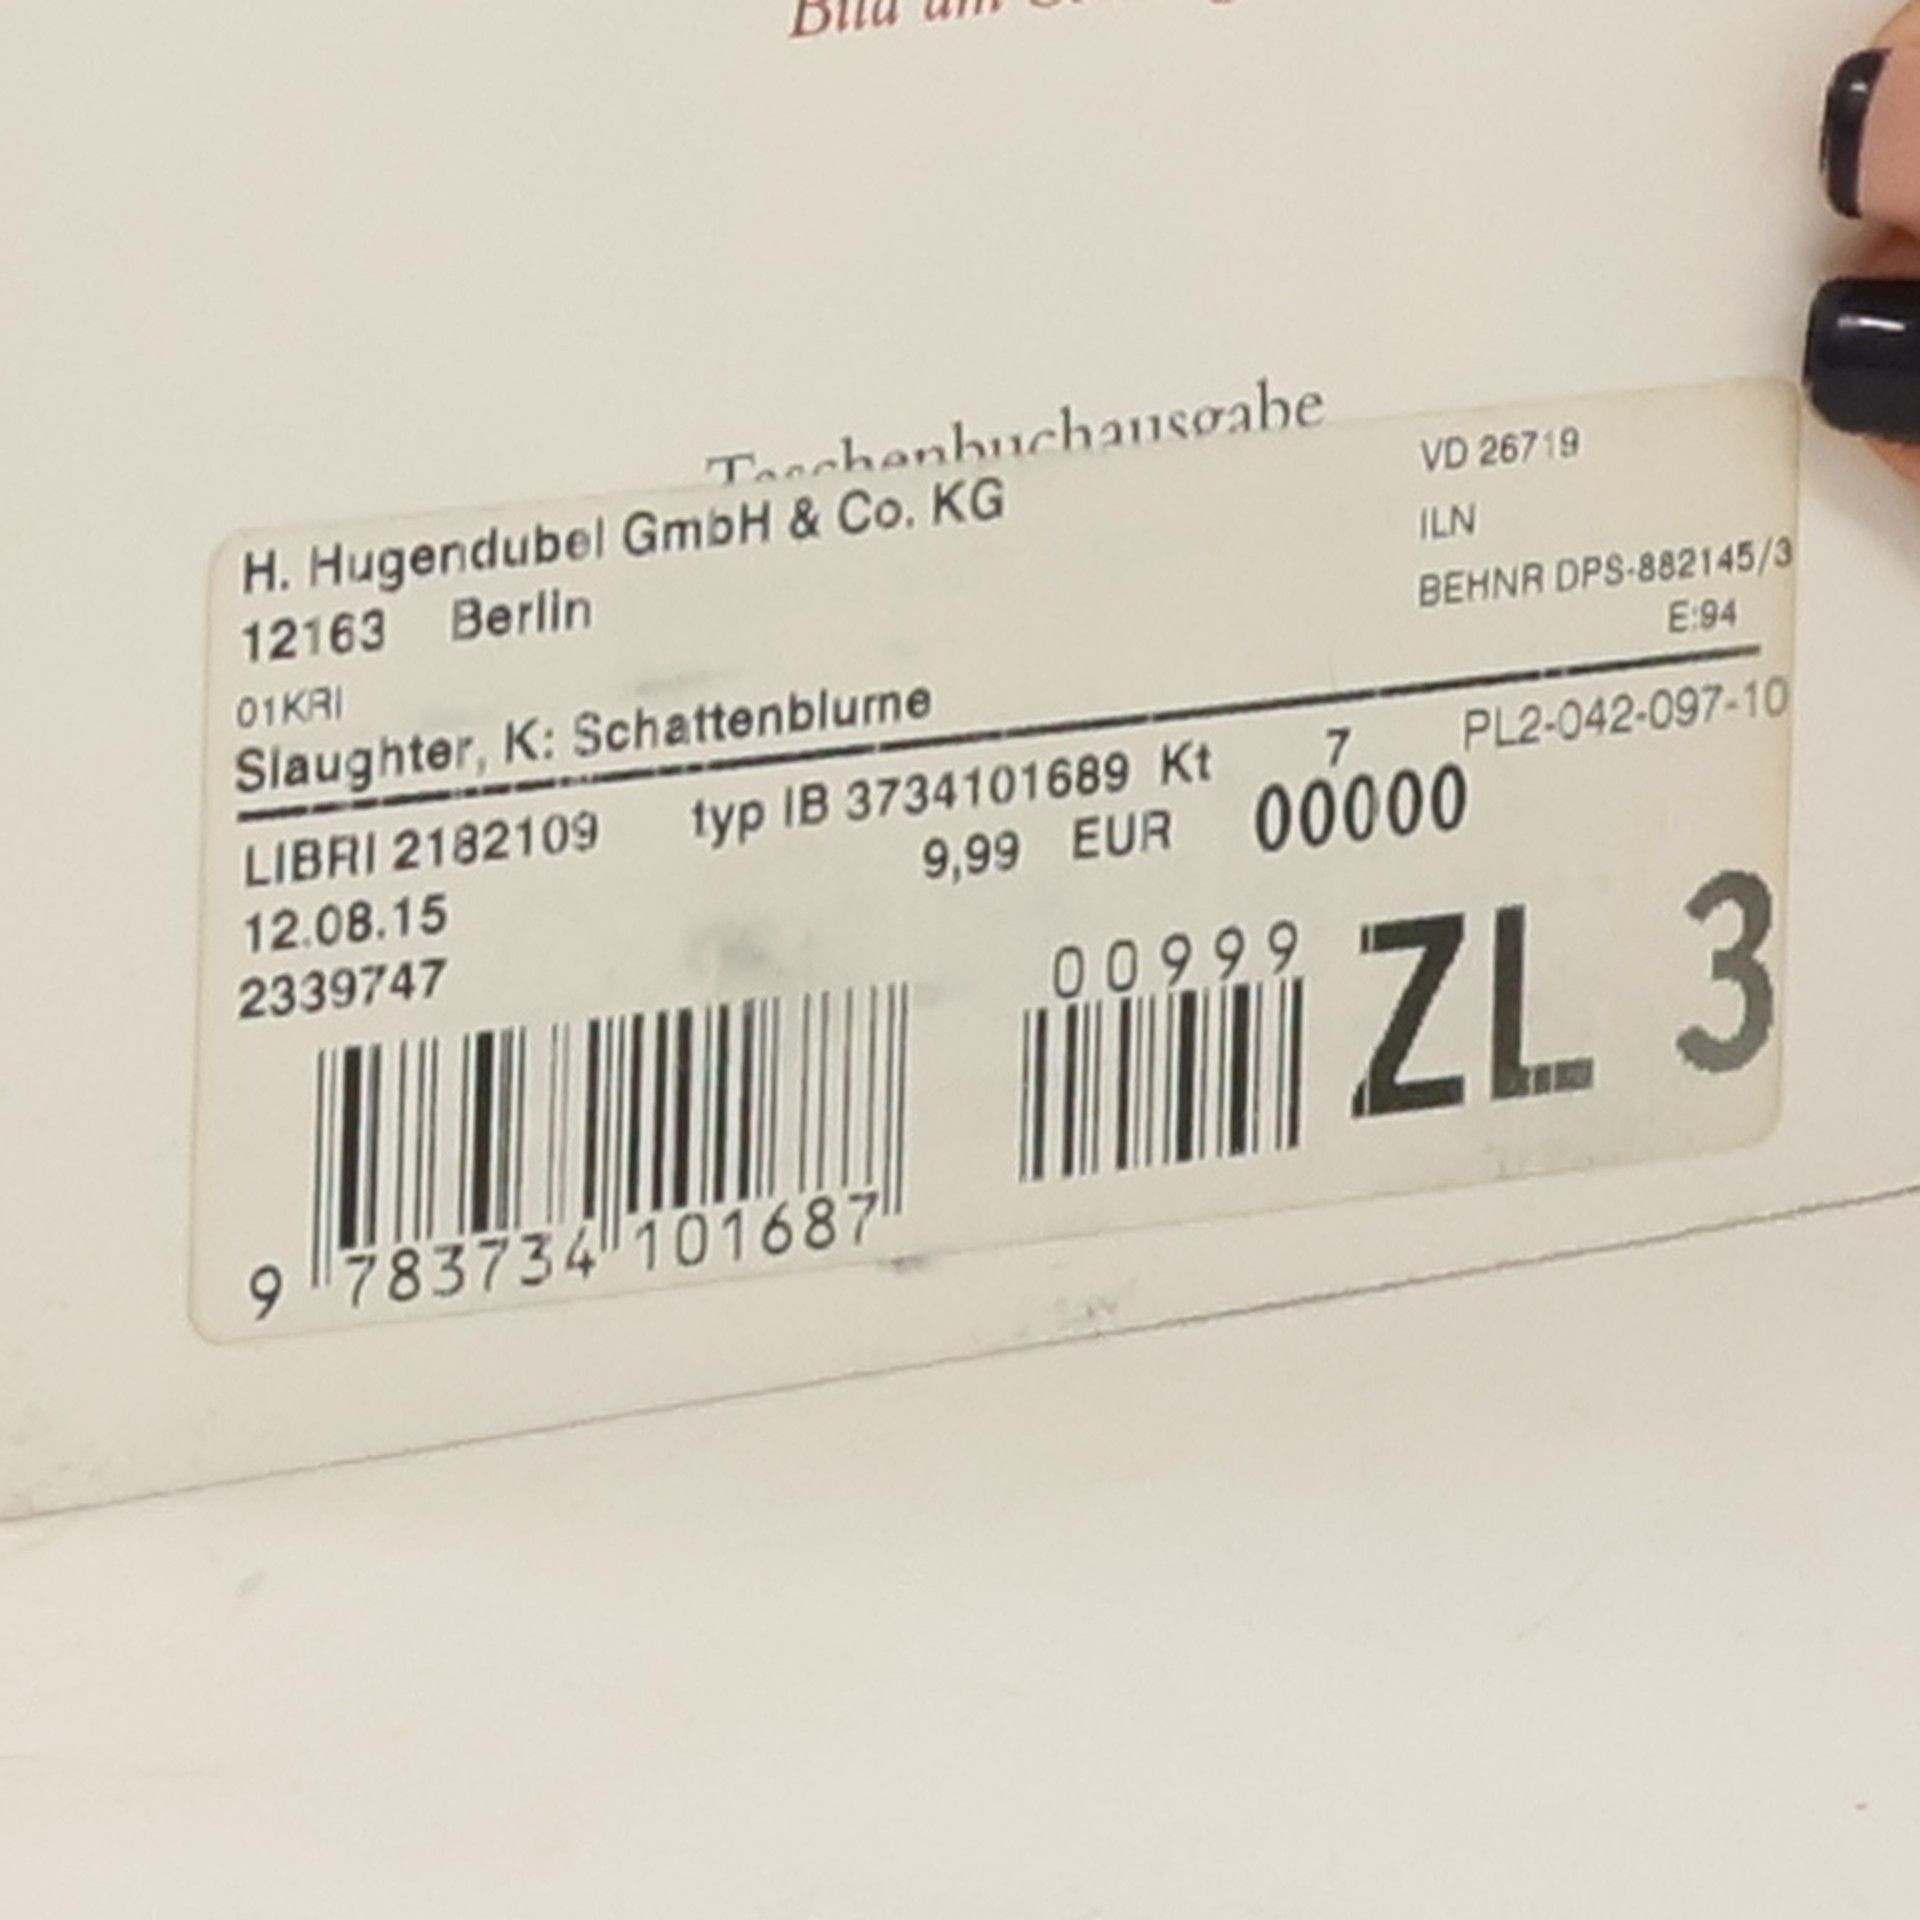 Bild am
Taschenbuchausgabe
H. Hugendubel GmbH & Co. KG
VD 26719
12163 Berlin
ILN
BEHNR DPS-882145/3
01KRI
E:94
Slaughter, K: Schattenblume
LIBRI 2182109 typ IB 3734101689 Kt 7 PL2-042-097-10
12.08.15 9,99 EUR 00000
2339747
00999 ZL 3
9 783734 101687